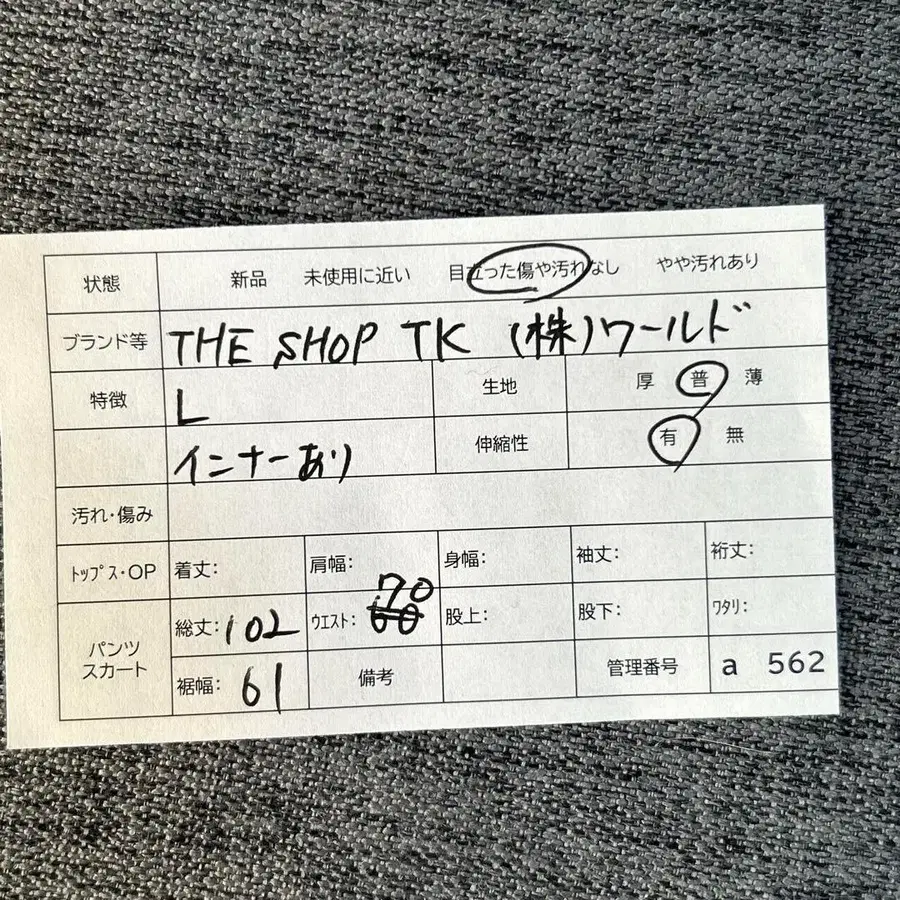 状態 新品 未使用に近い 目立った傷や汚れなし やや汚れあり
ブランド等 THE SHOP TK (株)ワールド
特徴 L 生地 厚 普 薄
インナーあり 伸縮性 有 無
汚れ・傷み
トップス・OP 着丈: 肩幅: 身幅: 袖丈: 裄丈:
70
パンツ スカート 総丈: 102 ウエスト: 60 股上: 股下: ワタリ:
裾幅: 61 備考 管理番号 a 562